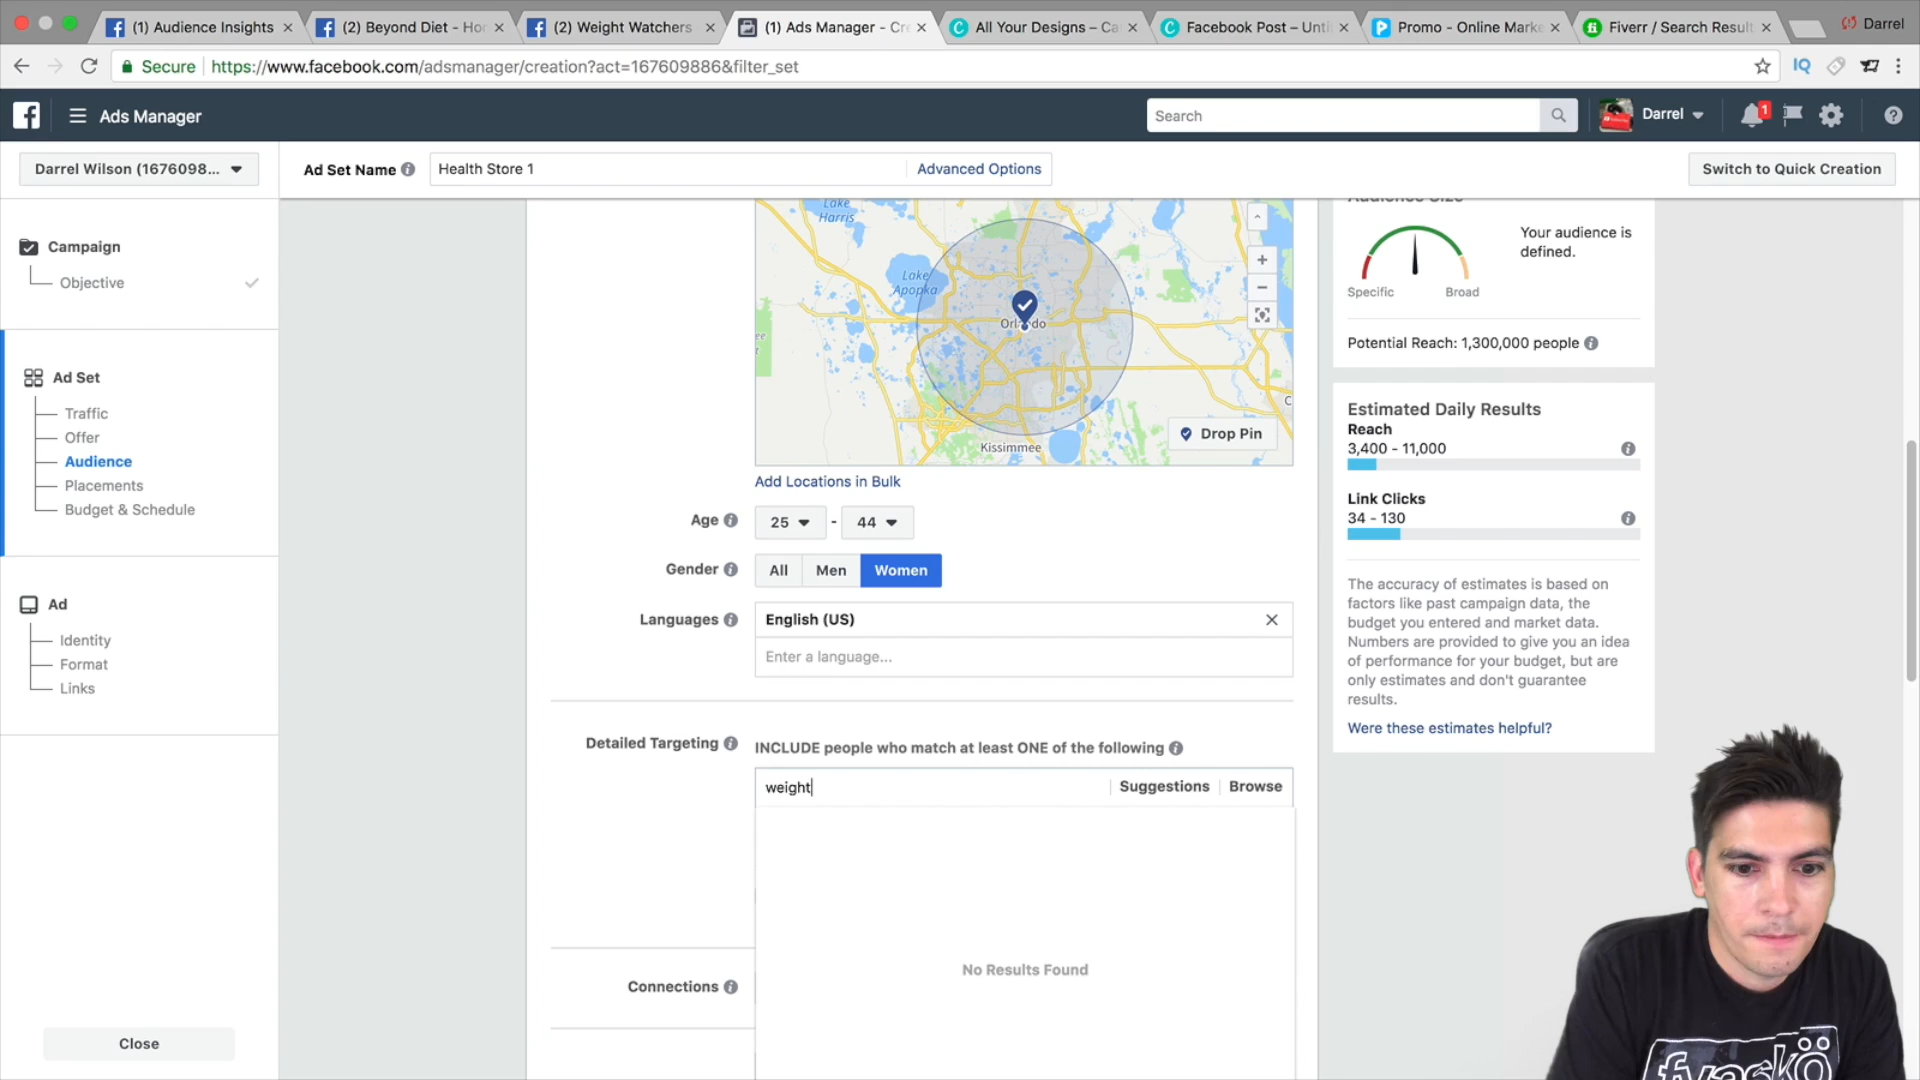 (1) Audience Insights
(2) Beyond Diet - Hor
(2) Weight Watchers
(1) Ads Manager - Cre
All Your Designs – Ca
Facebook Post – Unti
Promo - Online Marke
Fiverr / Search Result
Darrel
Secure
https://www.facebook.com/adsmanager/creation?act=167609886&filter_set
IQ
Ads Manager
Search
Darrel
1
Darrel Wilson (1676098...
Ad Set Name
Health Store 1
Advanced Options
Switch to Quick Creation
Campaign
Objective
Ad Set
Traffic
Offer
Audience
Placements
Budget & Schedule
Ad
Identity
Format
Links
Close
Lake
Harris
Lake
Apopka
Orlando
Kissimmee
Drop Pin
Add Locations in Bulk
Age
25
-
44
Gender
All
Men
Women
Languages
English (US)
Enter a language...
Detailed Targeting
INCLUDE people who match at least ONE of the following
weight
Suggestions
Browse
No Results Found
Connections
Audience Size
Your audience is
defined.
Specific
Broad
Potential Reach: 1,300,000 people
Estimated Daily Results
Reach
3,400 - 11,000
Link Clicks
34 - 130
The accuracy of estimates is based on
factors like past campaign data, the
budget you entered and market data.
Numbers are provided to give you an idea
of performance for your budget, but are
only estimates and don't guarantee
results.
Were these estimates helpful?